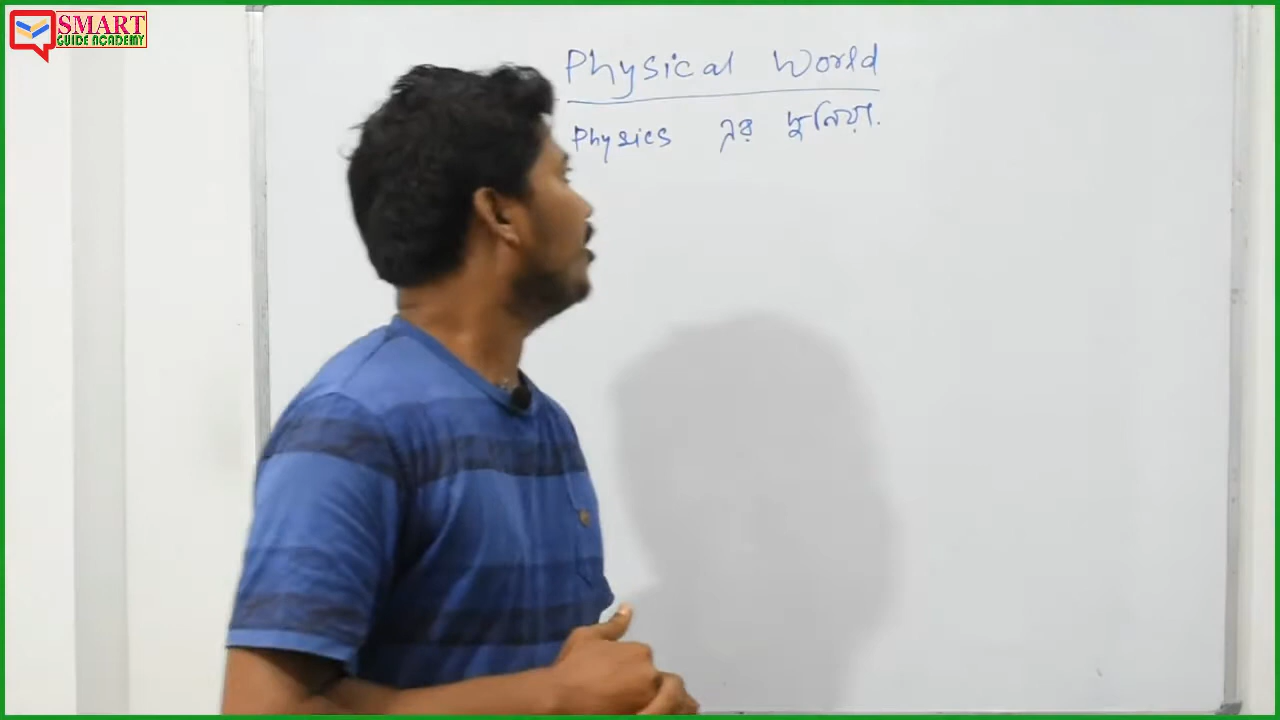 SMART
GUIDE ACADEMY
Physical World
Physics এর দুনিয়া.